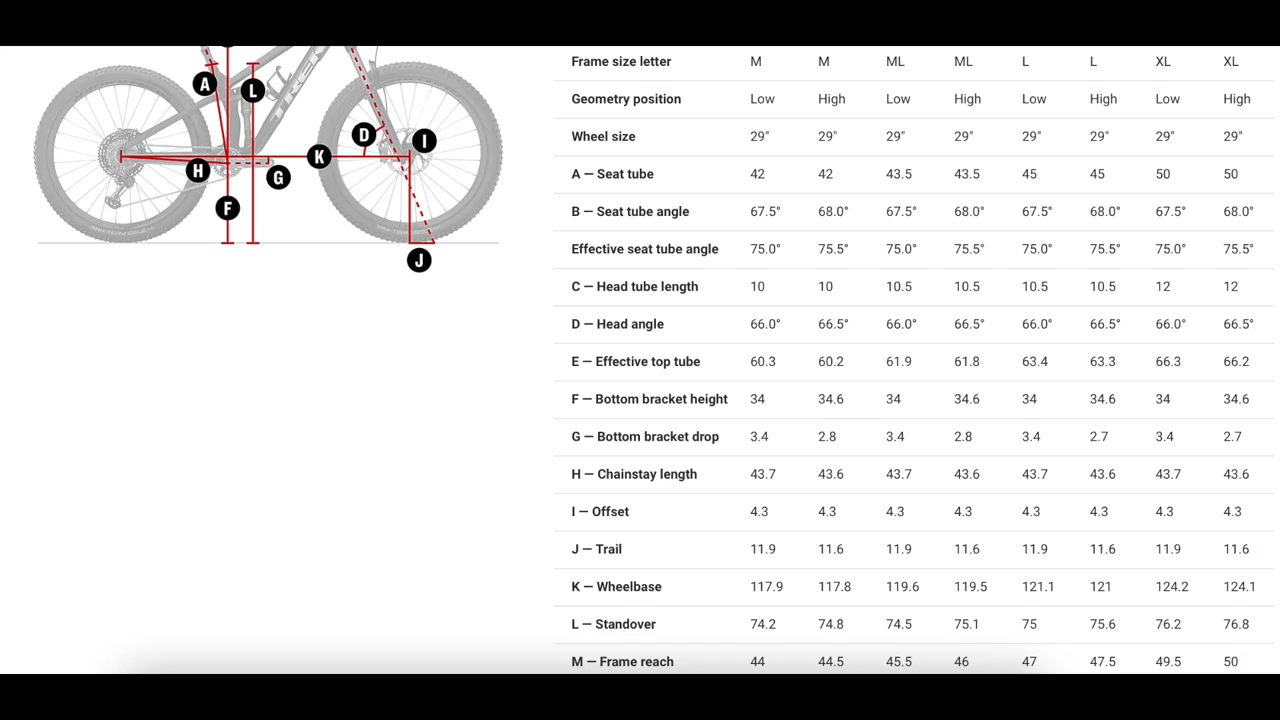 A
L
TREK
D
I
K
H
G
F
J
Frame size letter M M ML ML L L XL XL
Geometry position Low High Low High Low High Low High
Wheel size 29" 29" 29" 29" 29" 29" 29" 29"
A — Seat tube 42 42 43.5 43.5 45 45 50 50
B — Seat tube angle 67.5° 68.0° 67.5° 68.0° 67.5° 68.0° 67.5° 68.0°
Effective seat tube angle 75.0° 75.5° 75.0° 75.5° 75.0° 75.5° 75.0° 75.5°
C — Head tube length 10 10 10.5 10.5 10.5 10.5 12 12
D — Head angle 66.0° 66.5° 66.0° 66.5° 66.0° 66.5° 66.0° 66.5°
E — Effective top tube 60.3 60.2 61.9 61.8 63.4 63.3 66.3 66.2
F — Bottom bracket height 34 34.6 34 34.6 34 34.6 34 34.6
G — Bottom bracket drop 3.4 2.8 3.4 2.8 3.4 2.7 3.4 2.7
H — Chainstay length 43.7 43.6 43.7 43.6 43.7 43.6 43.7 43.6
I — Offset 4.3 4.3 4.3 4.3 4.3 4.3 4.3 4.3
J — Trail 11.9 11.6 11.9 11.6 11.9 11.6 11.9 11.6
K — Wheelbase 117.9 117.8 119.6 119.5 121.1 121 124.2 124.1
L — Standover 74.2 74.8 74.5 75.1 75 75.6 76.2 76.8
M — Frame reach 44 44.5 45.5 46 47 47.5 49.5 50